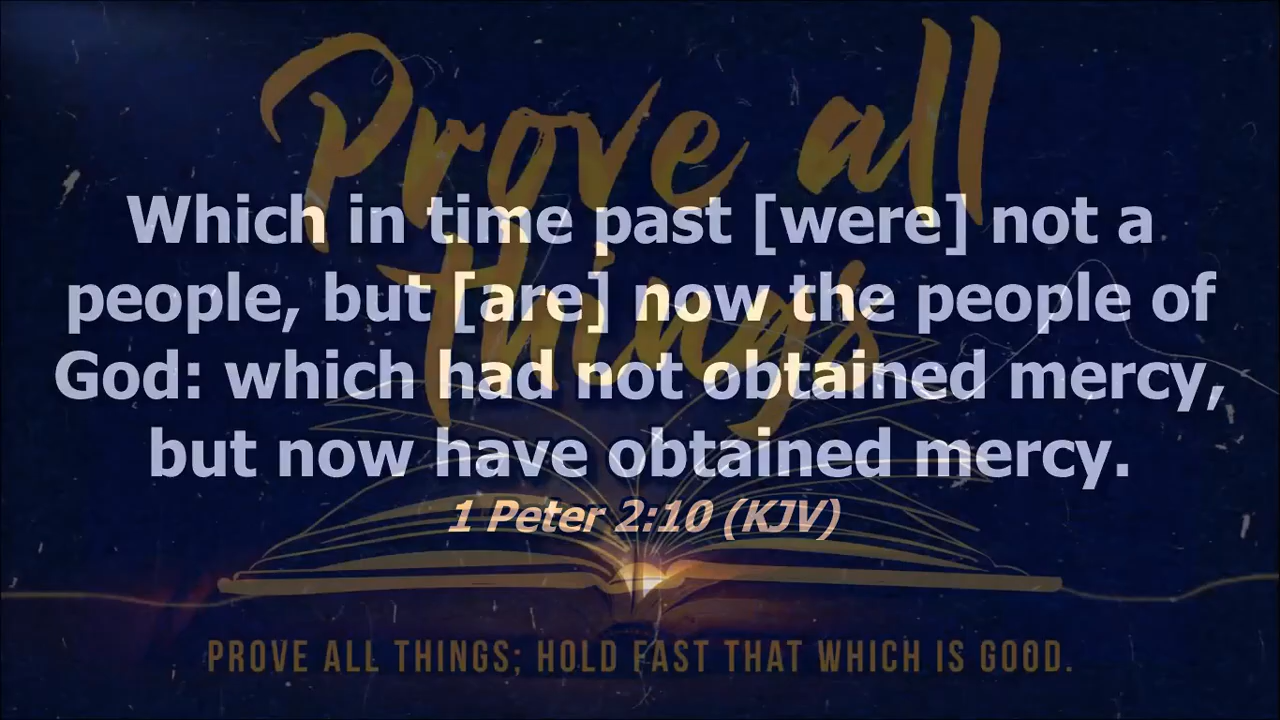 Prove all
things
Which in time past [were] not a
people, but [are] now the people of
God: which had not obtained mercy,
but now have obtained mercy.
1 Peter 2:10 (KJV)
PROVE ALL THINGS; HOLD FAST THAT WHICH IS GOOD.